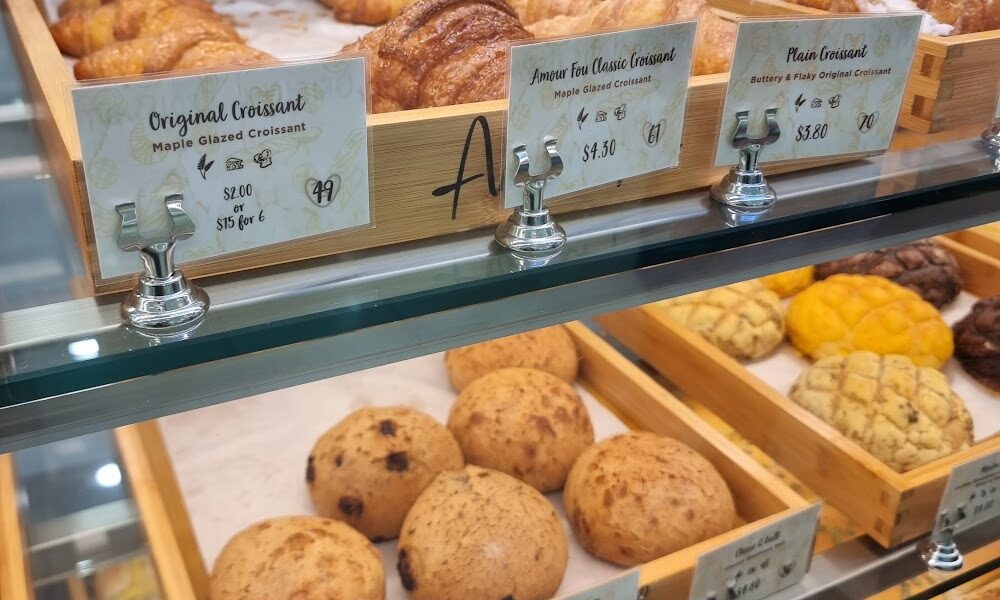 Original Croissant
Maple Glazed Croissant
$2.00
or
$15 for 6
49
A
Amour Fou Classic Croissant
Maple Glazed Croissant
$4.30
61
Plain Croissant
Buttery & Flaky Original Croissant
$3.80
70